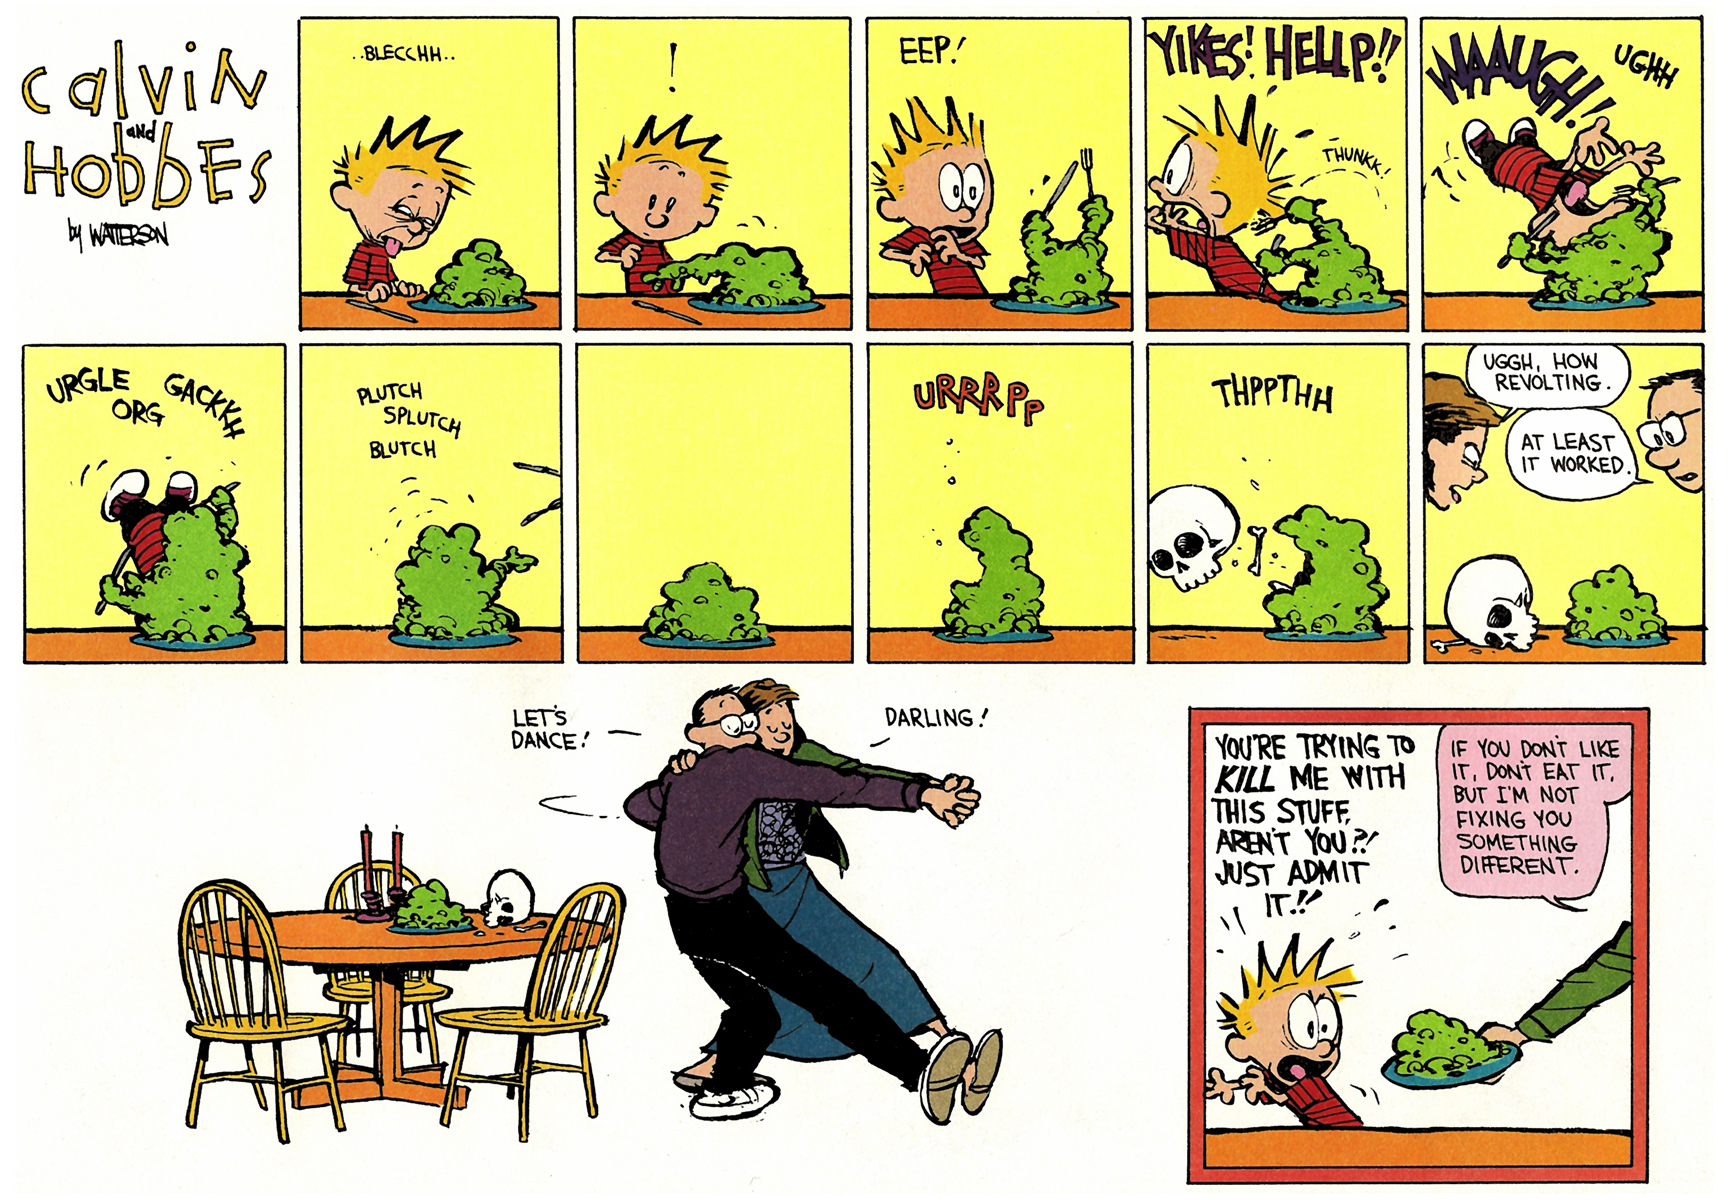 calvin
and
HOBBES
by WATTERSON
..BLECCHH..
!
EEP!
YIKES! HELLP!!
THUNKK!
WAAUGH!
UGHH
URGLE
ORG
GACKKH
PLUTCH
SPLUTCH
BLUTCH
URRRPP
THPPTHH
UGGH, HOW
REVOLTING.
AT LEAST
IT WORKED.
LET'S
DANCE!
DARLING!
YOU'RE TRYING TO
KILL ME WITH
THIS STUFF,
AREN'T YOU?!
JUST ADMIT
IT!!
IF YOU DON'T LIKE
IT, DON'T EAT IT,
BUT I'M NOT
FIXING YOU
SOMETHING
DIFFERENT.